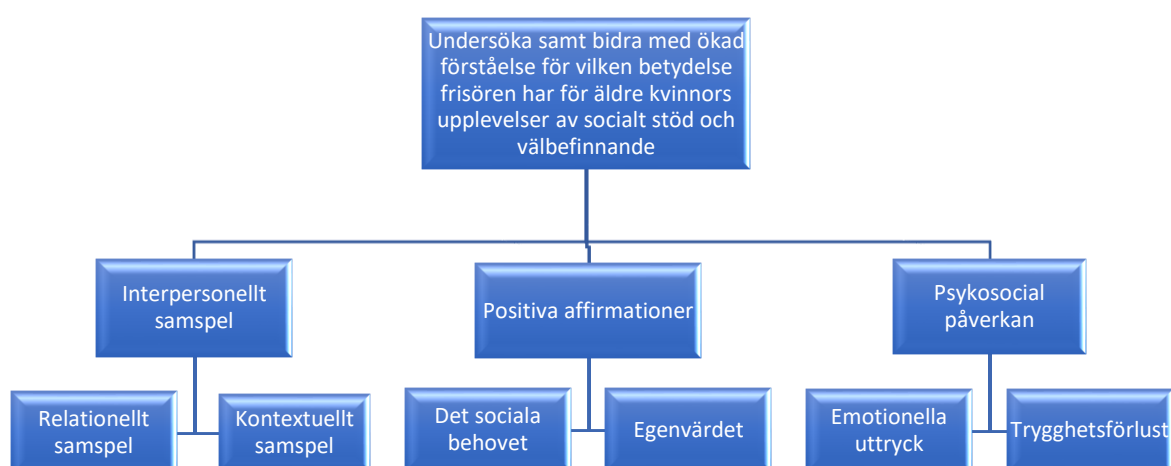 Undersöka samt bidra med ökad
förståelse för vilken betydelse
frisören har för äldre kvinnors
upplevelser av socialt stöd och
välbefinnande
Interpersonellt
samspel
Positiva affirmationer
Psykosocial
påverkan
Relationellt
samspel
Kontextuellt
samspel
Det sociala
behovet
Egenvärdet
Emotionella
uttryck
Trygghetsförlust